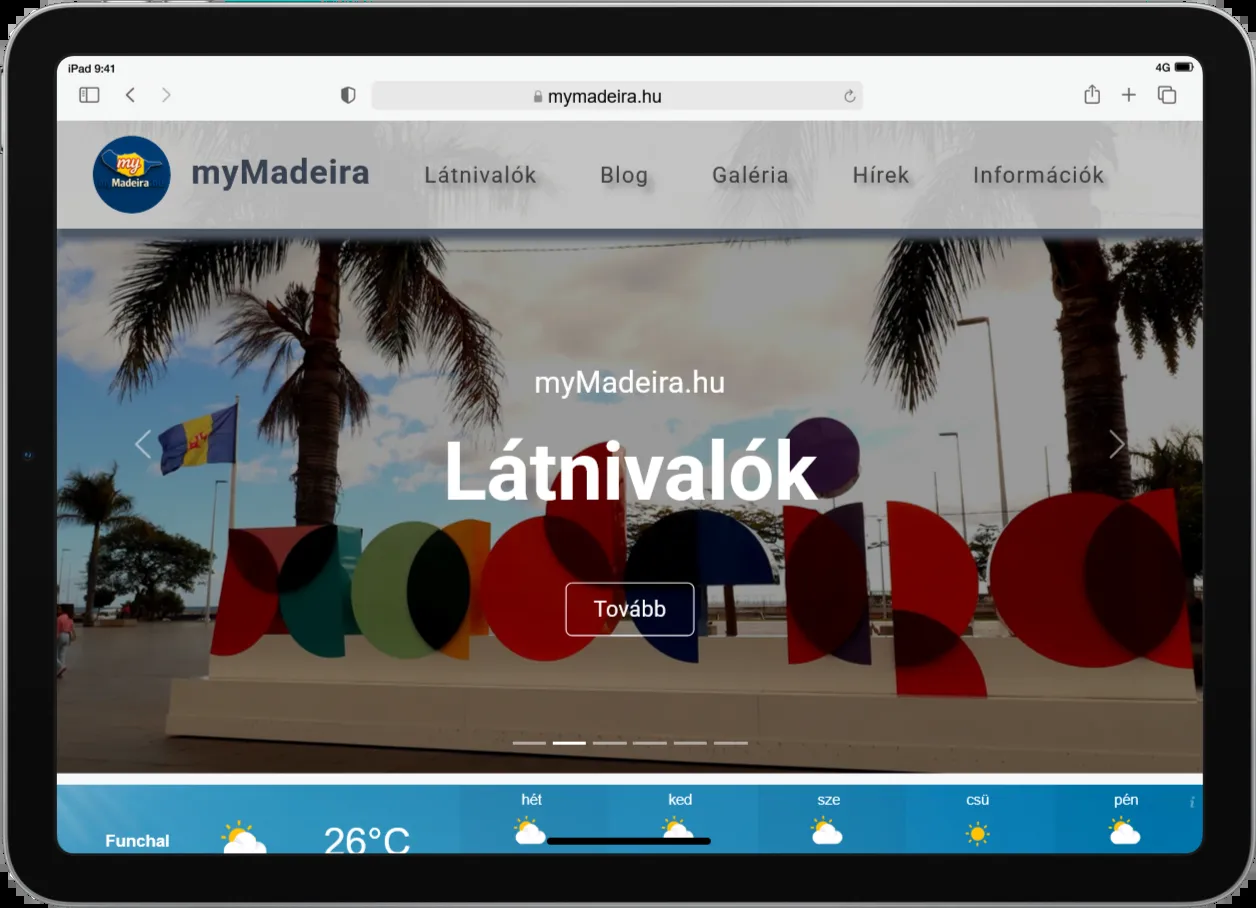 iPad 9:41
4G
mymadeira.hu
my
Madeira
myMadeira
Látnivalók
Blog
Galéria
Hírek
Információk
myMadeira.hu
Látnivalók
Tovább
madeira
hét
ked
sze
csü
pén
Funchal
26°C